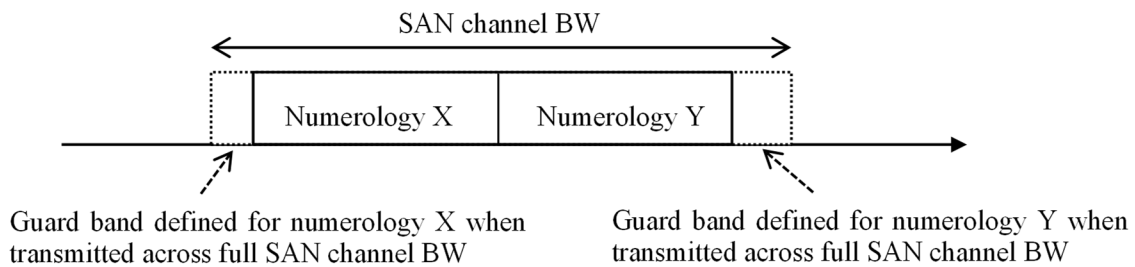 SAN channel BW
Numerology X
Numerology Y
Guard band defined for numerology X when
transmitted across full SAN channel BW
Guard band defined for numerology Y when
transmitted across full SAN channel BW